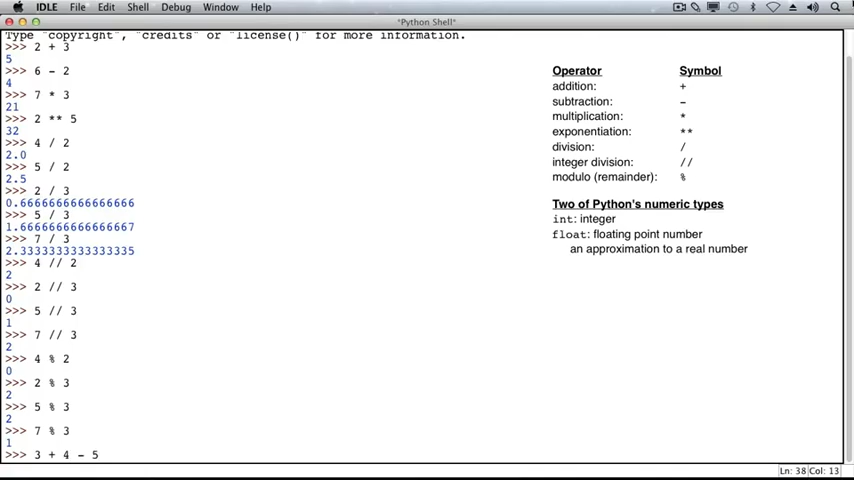 IDLE File Edit Shell Debug Window Help
*Python Shell*
Type "copyright", "credits" or "license()" for more information.
>>> 2 + 3
5
>>> 6 - 2
4
>>> 7 * 3
21
>>> 2 ** 5
32
>>> 4 / 2
2.0
>>> 5 / 2
2.5
>>> 2 / 3
0.6666666666666666
>>> 5 / 3
1.6666666666666667
>>> 7 / 3
2.3333333333333335
>>> 4 // 2
2
>>> 2 // 3
0
>>> 5 // 3
1
>>> 7 // 3
2
>>> 4 % 2
0
>>> 2 % 3
2
>>> 5 % 3
2
>>> 7 % 3
1
>>> 3 + 4 - 5
Operator Symbol
addition: +
subtraction: -
multiplication: *
exponentiation: **
division: /
integer division: //
modulo (remainder): %
Two of Python's numeric types
int: integer
float: floating point number
an approximation to a real number
Ln: 38 Col: 13